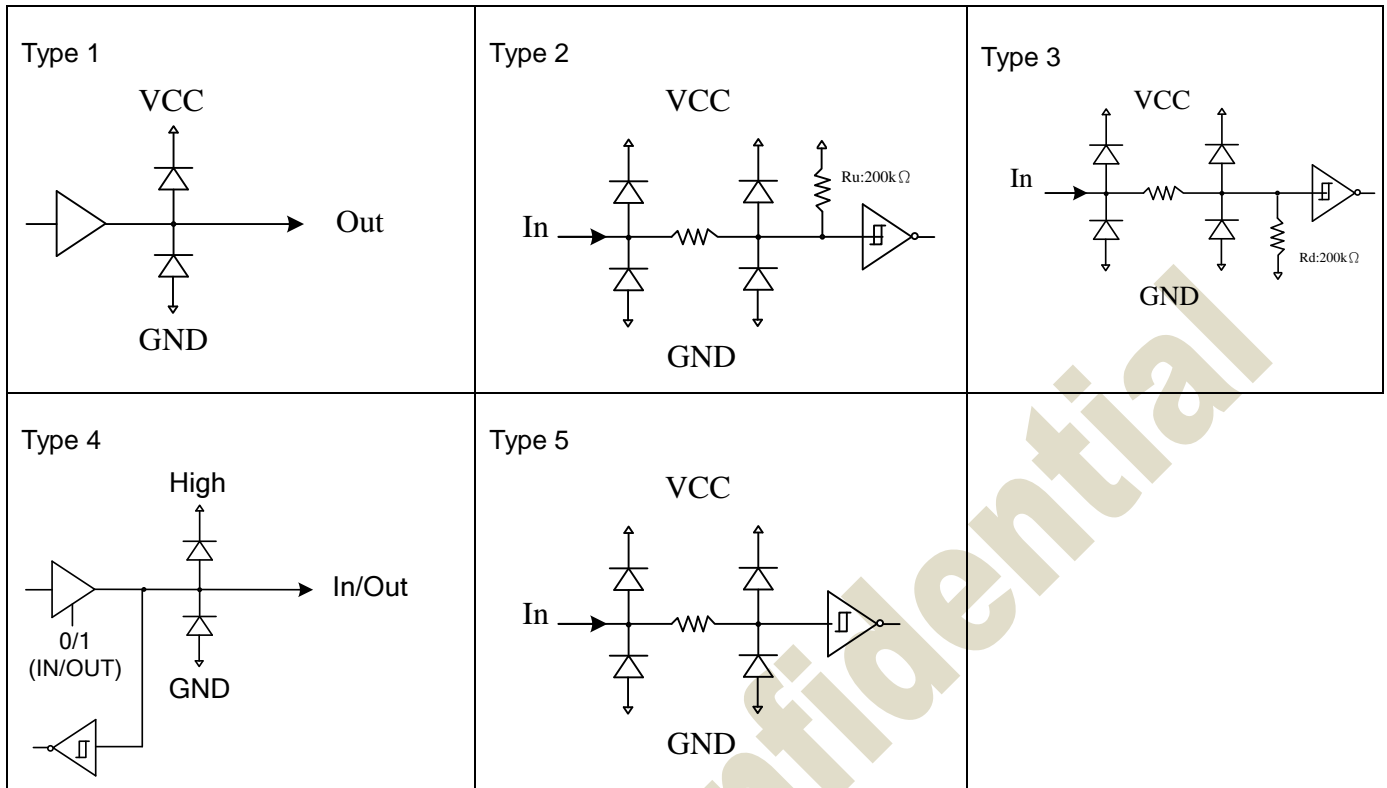 Type 1
VCC
Out
GND
Type 2
VCC
Ru:200kΩ
In
GND
Type 3
VCC
In
Rd:200kΩ
GND
Type 4
High
In/Out
0/1
(IN/OUT)
GND
Type 5
VCC
In
GND
nfidential